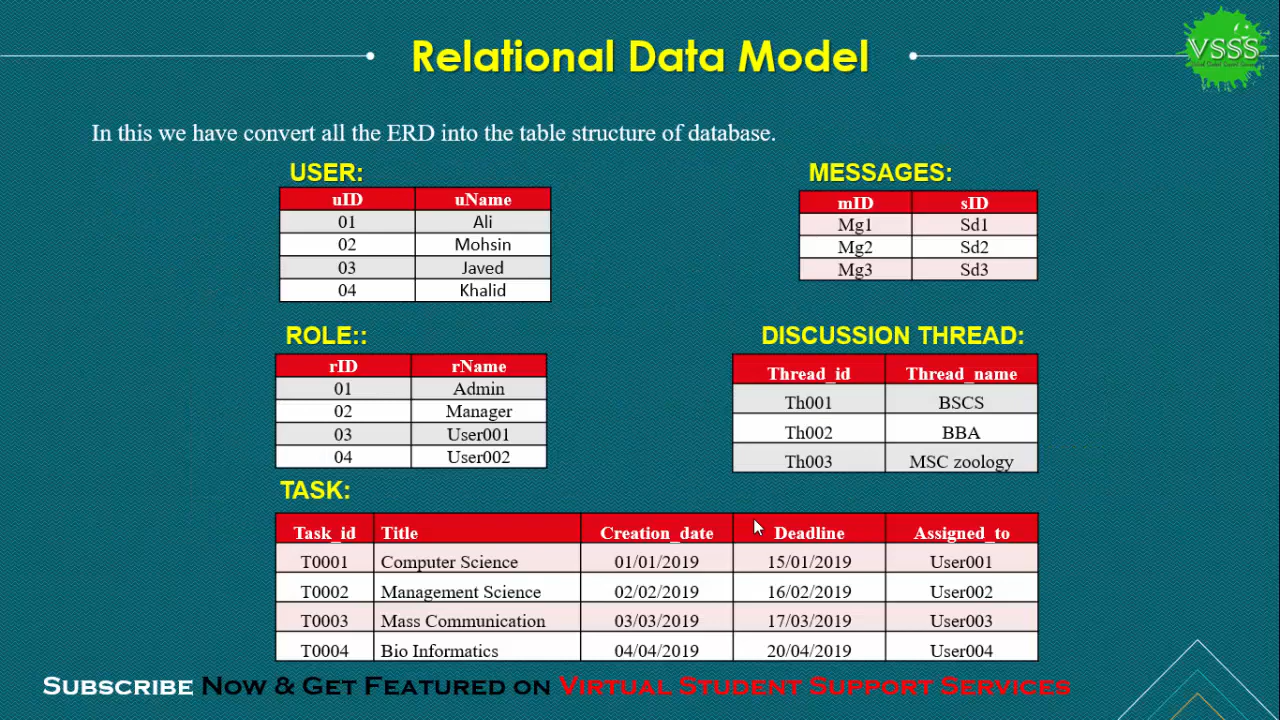 Relational Data Model
VSSS
In this we have convert all the ERD into the table structure of database.
USER:
uID uName
01 Ali
02 Mohsin
03 Javed
04 Khalid
MESSAGES:
mID sID
Mg1 Sd1
Mg2 Sd2
Mg3 Sd3
ROLE::
rID rName
01 Admin
02 Manager
03 User001
04 User002
DISCUSSION THREAD:
Thread_id Thread_name
Th001 BSCS
Th002 BBA
Th003 MSC zoology
TASK:
Task_id Title Creation_date Deadline Assigned_to
T0001 Computer Science 01/01/2019 15/01/2019 User001
T0002 Management Science 02/02/2019 16/02/2019 User002
T0003 Mass Communication 03/03/2019 17/03/2019 User003
T0004 Bio Informatics 04/04/2019 20/04/2019 User004
Subscribe Now & Get Featured on Virtual Student Support Services